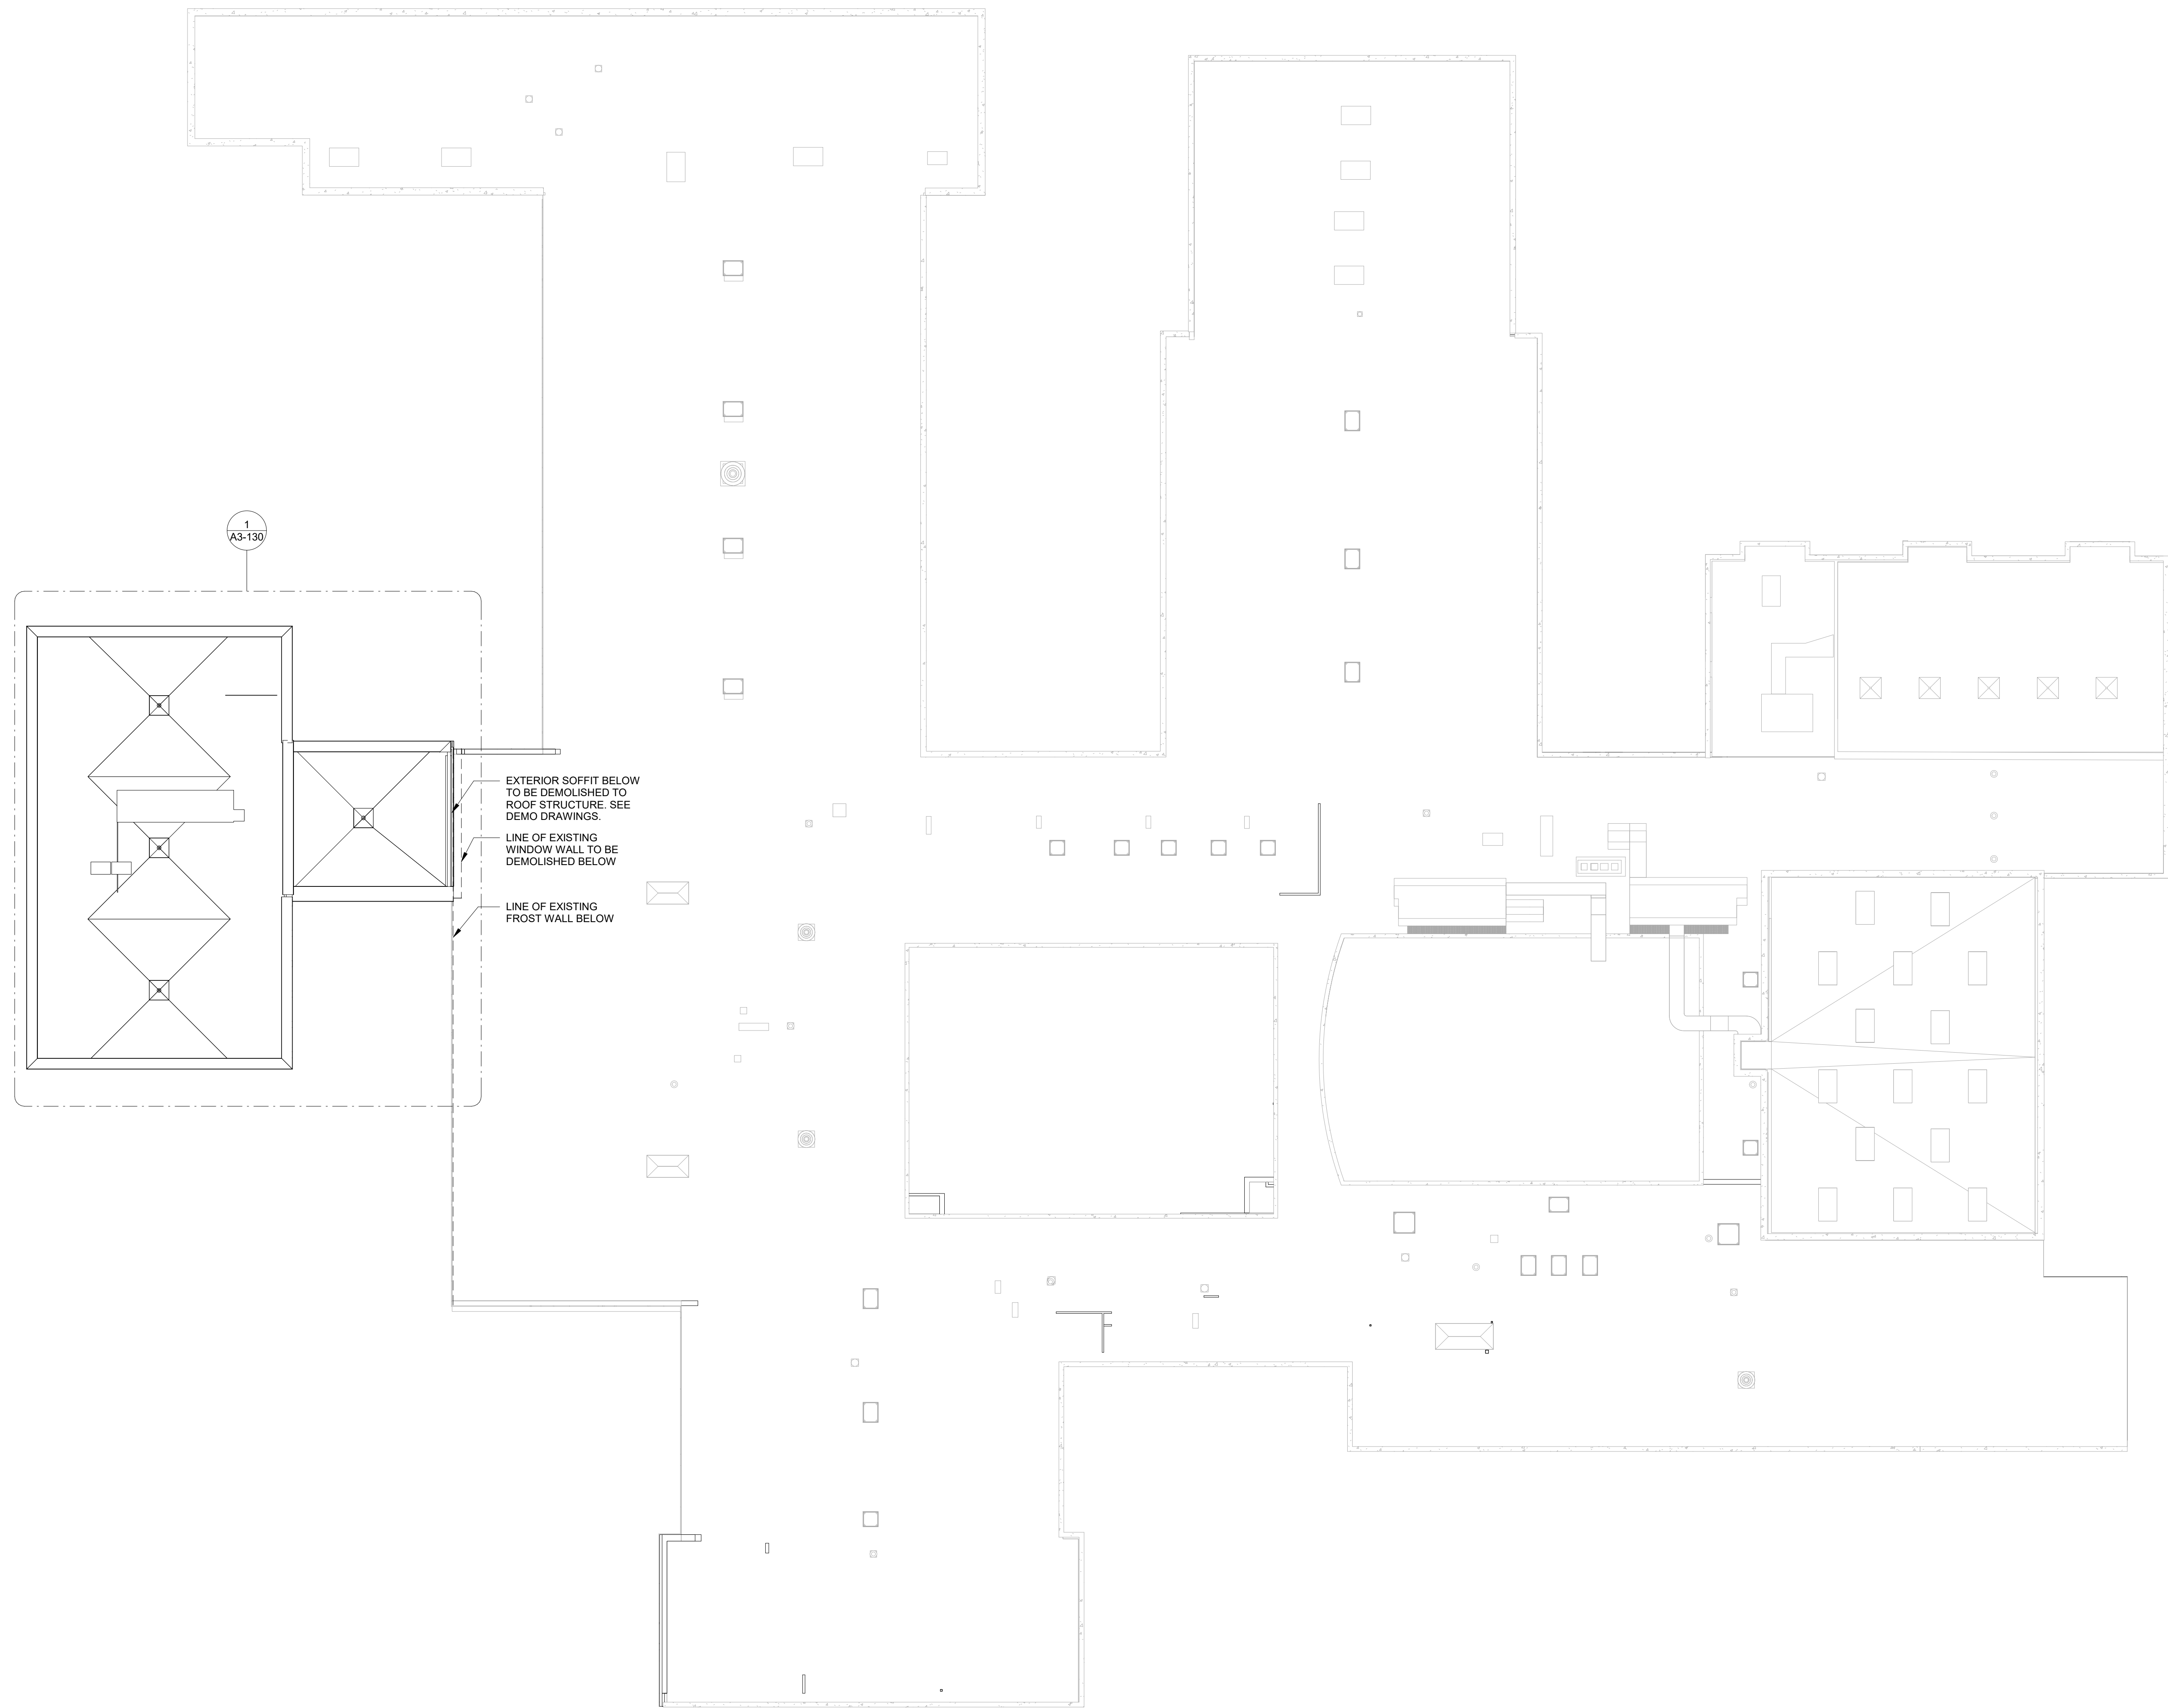 1
A3-130
EXTERIOR SOFFIT BELOW
TO BE DEMOLISHED TO
ROOF STRUCTURE. SEE
DEMO DRAWINGS.
LINE OF EXISTING
WINDOW WALL TO BE
DEMOLISHED BELOW
LINE OF EXISTING
FROST WALL BELOW